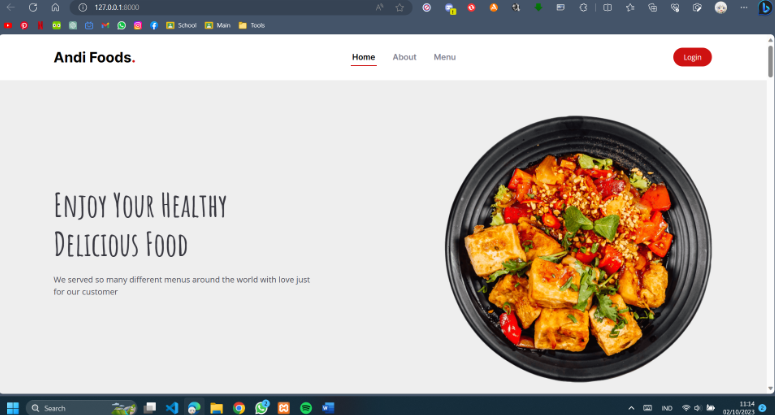 127.0.0.1:8000
School
Main
Tools
Andi Foods.
Home
About
Menu
Login
Enjoy Your Healthy
Delicious Food
We served so many different menus around the world with love just
for our customer
Search
IND
11:14
02/10/2023
2